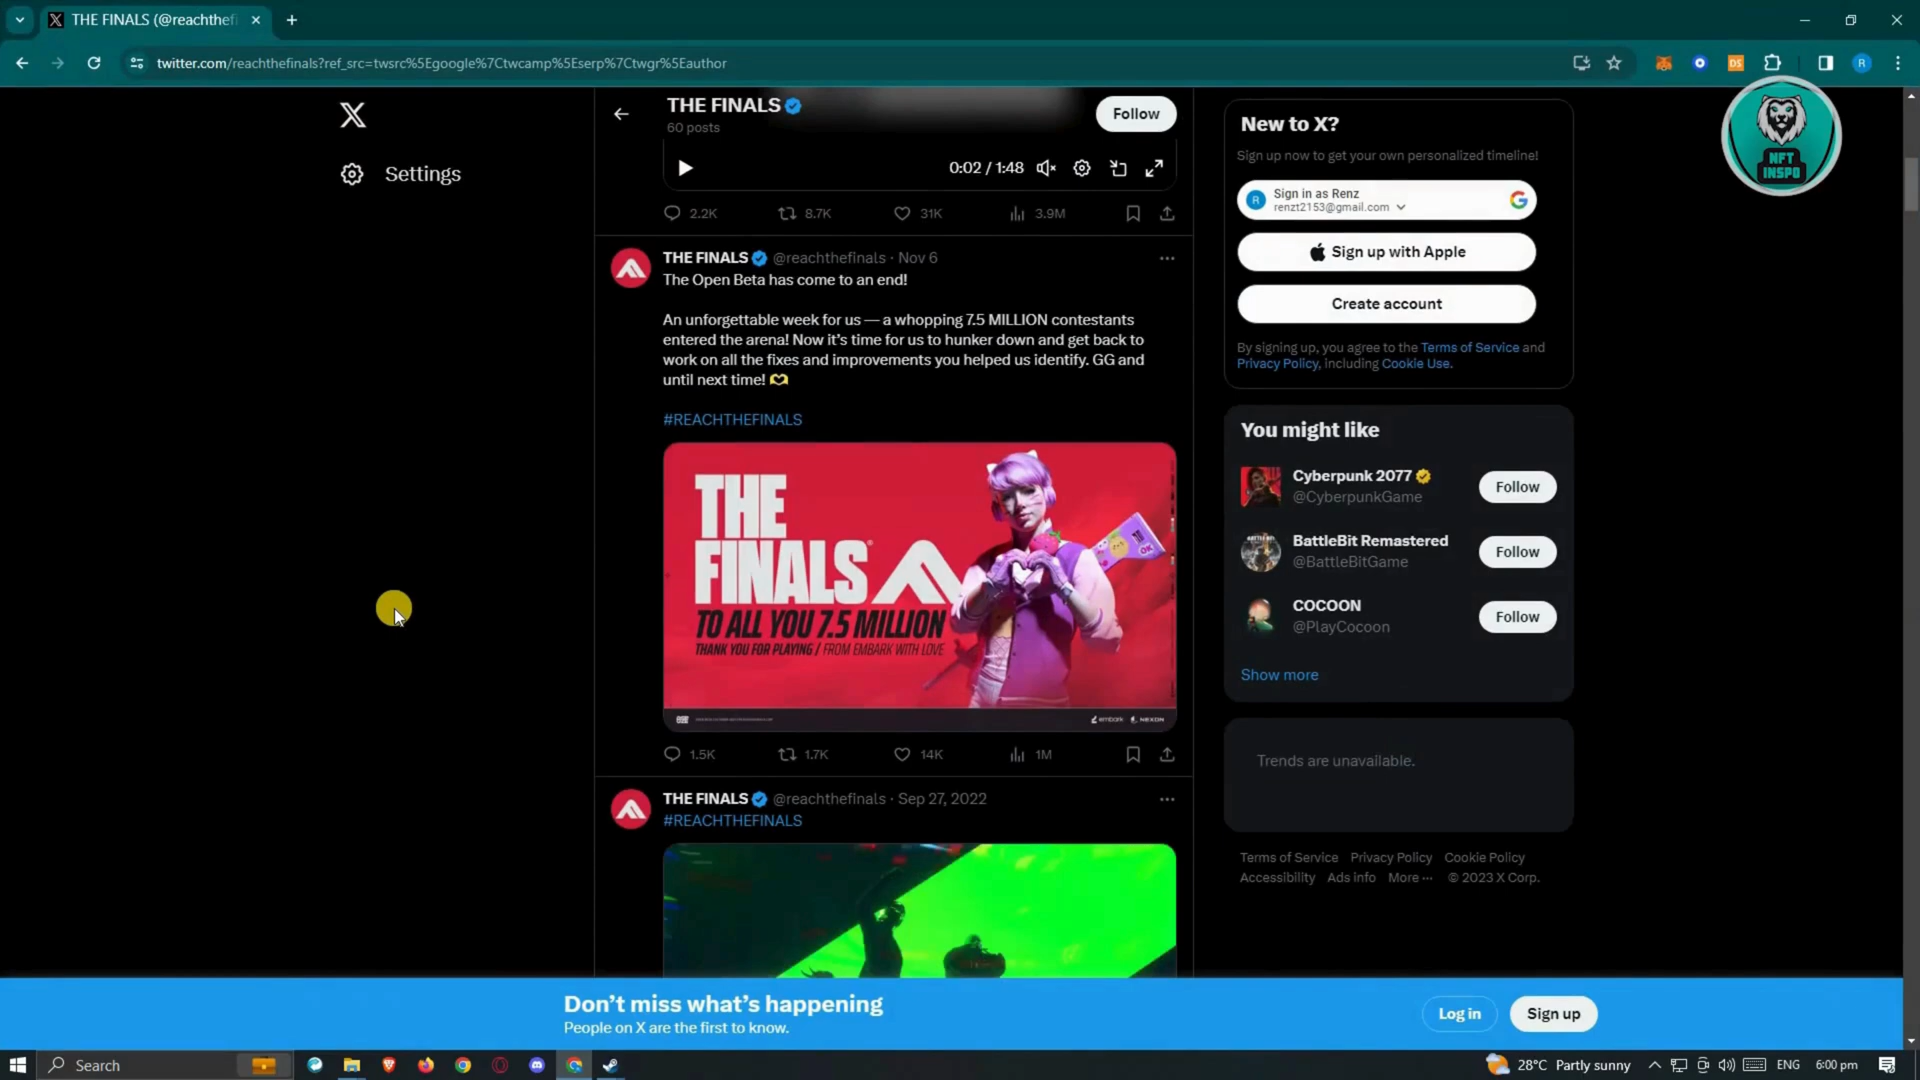 THE FINALS (@reachthefi
twitter.com/reachthefinals?ref_src=twsrc%5Egoogle%7Ctwcamp%5Eserp%7Ctwgr%5Eauthor
DS
R
Settings
THE FINALS
60 posts
Follow
0:02 / 1:48
2.2K
8.7K
31K
3.9M
THE FINALS @reachthefinals · Nov 6
The Open Beta has come to an end!
An unforgettable week for us — a whopping 7.5 MILLION contestants
entered the arena! Now it's time for us to hunker down and get back to
work on all the fixes and improvements you helped us identify. GG and
until next time! 🫶
#REACHTHEFINALS
THE
FINALS
TO ALL YOU 7.5 MILLION
THANK YOU FOR PLAYING / FROM EMBARK WITH LOVE
OK
embark
NEXON
1.5K
1.7K
14K
1M
THE FINALS @reachthefinals · Sep 27, 2022
#REACHTHEFINALS
New to X?
Sign up now to get your own personalized timeline!
R
Sign in as Renz
renzt2153@gmail.com
Sign up with Apple
Create account
By signing up, you agree to the Terms of Service and
Privacy Policy, including Cookie Use.
You might like
Cyberpunk 2077
@CyberpunkGame
Follow
BattleBit Remastered
@BattleBitGame
Follow
COCOON
@PlayCocoon
Follow
Show more
Trends are unavailable.
Terms of Service Privacy Policy Cookie Policy
Accessibility Ads info More ··· © 2023 X Corp.
NFT
INSPO
Don't miss what's happening
People on X are the first to know.
Log in
Sign up
Search
28°C Partly sunny
ENG
6:00 pm